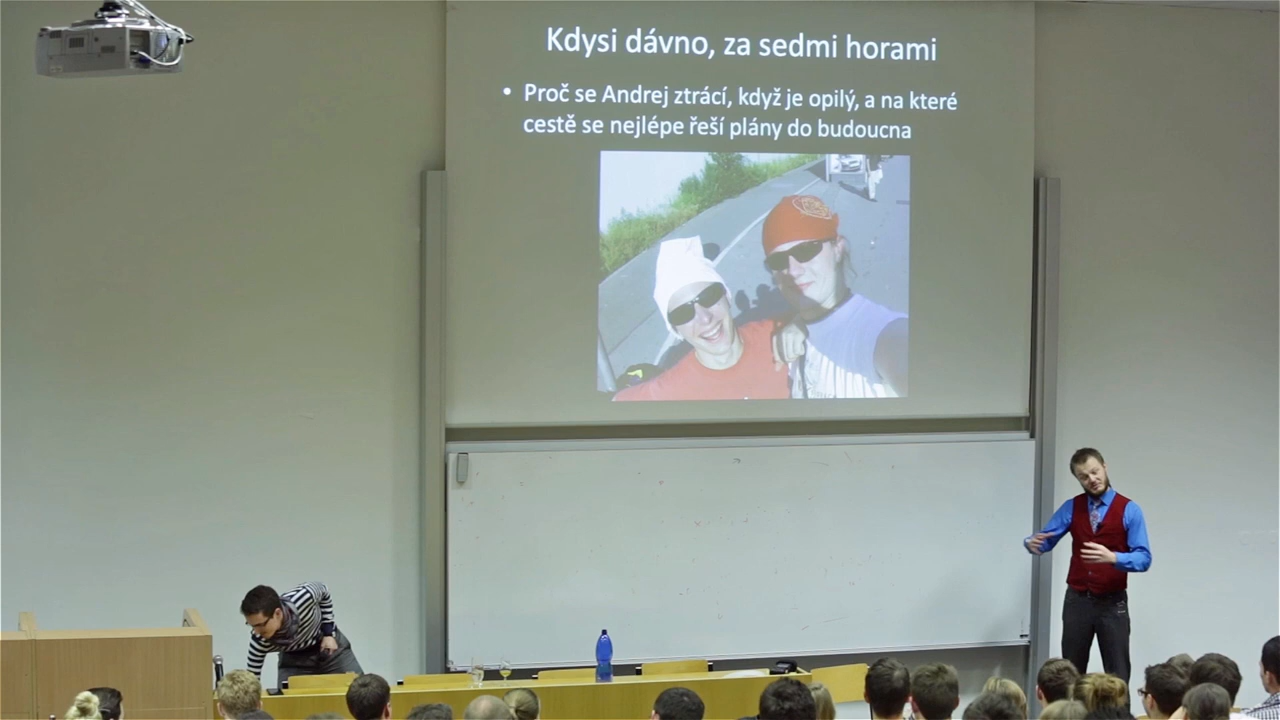 Kdysi dávno, za sedmi horami
• Proč se Andrej ztrácí, když je opilý, a na které
cestě se nejlépe řeší plány do budoucna